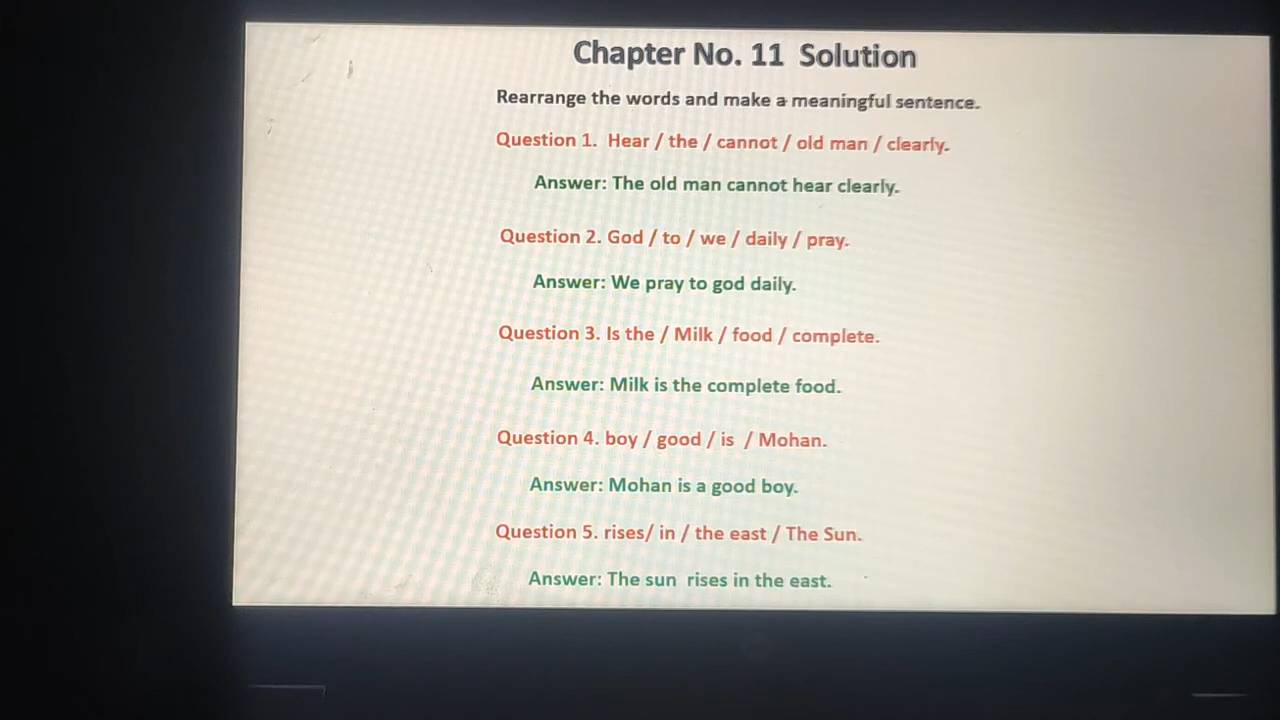 Chapter No. 11 Solution
Rearrange the words and make a meaningful sentence.
Question 1. Hear / the / cannot / old man / clearly.
Answer: The old man cannot hear clearly.
Question 2. God / to / we / daily / pray.
Answer: We pray to god daily.
Question 3. Is the / Milk / food / complete.
Answer: Milk is the complete food.
Question 4. boy / good / is / Mohan.
Answer: Mohan is a good boy.
Question 5. rises/ in / the east / The Sun.
Answer: The sun rises in the east.